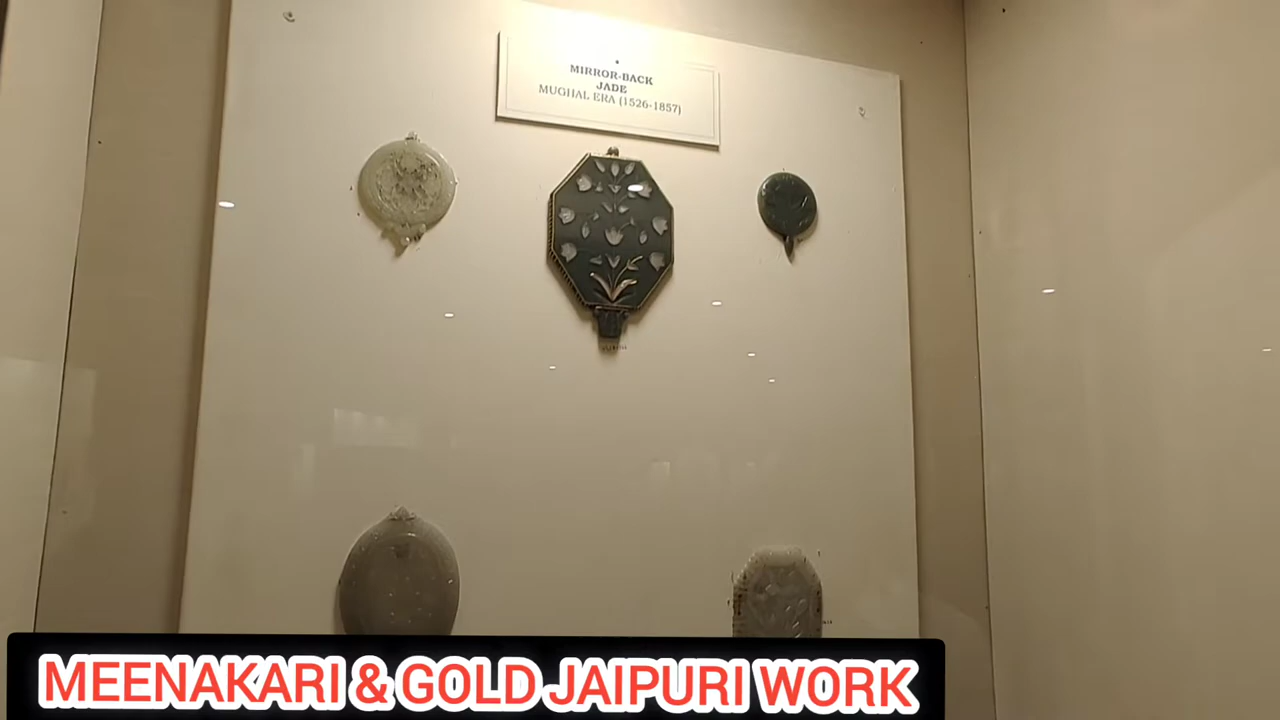 MIRROR-BACK
JADE
MUGHAL ERA (1526-1857)
MEENAKARI & GOLD JAIPURI WORK